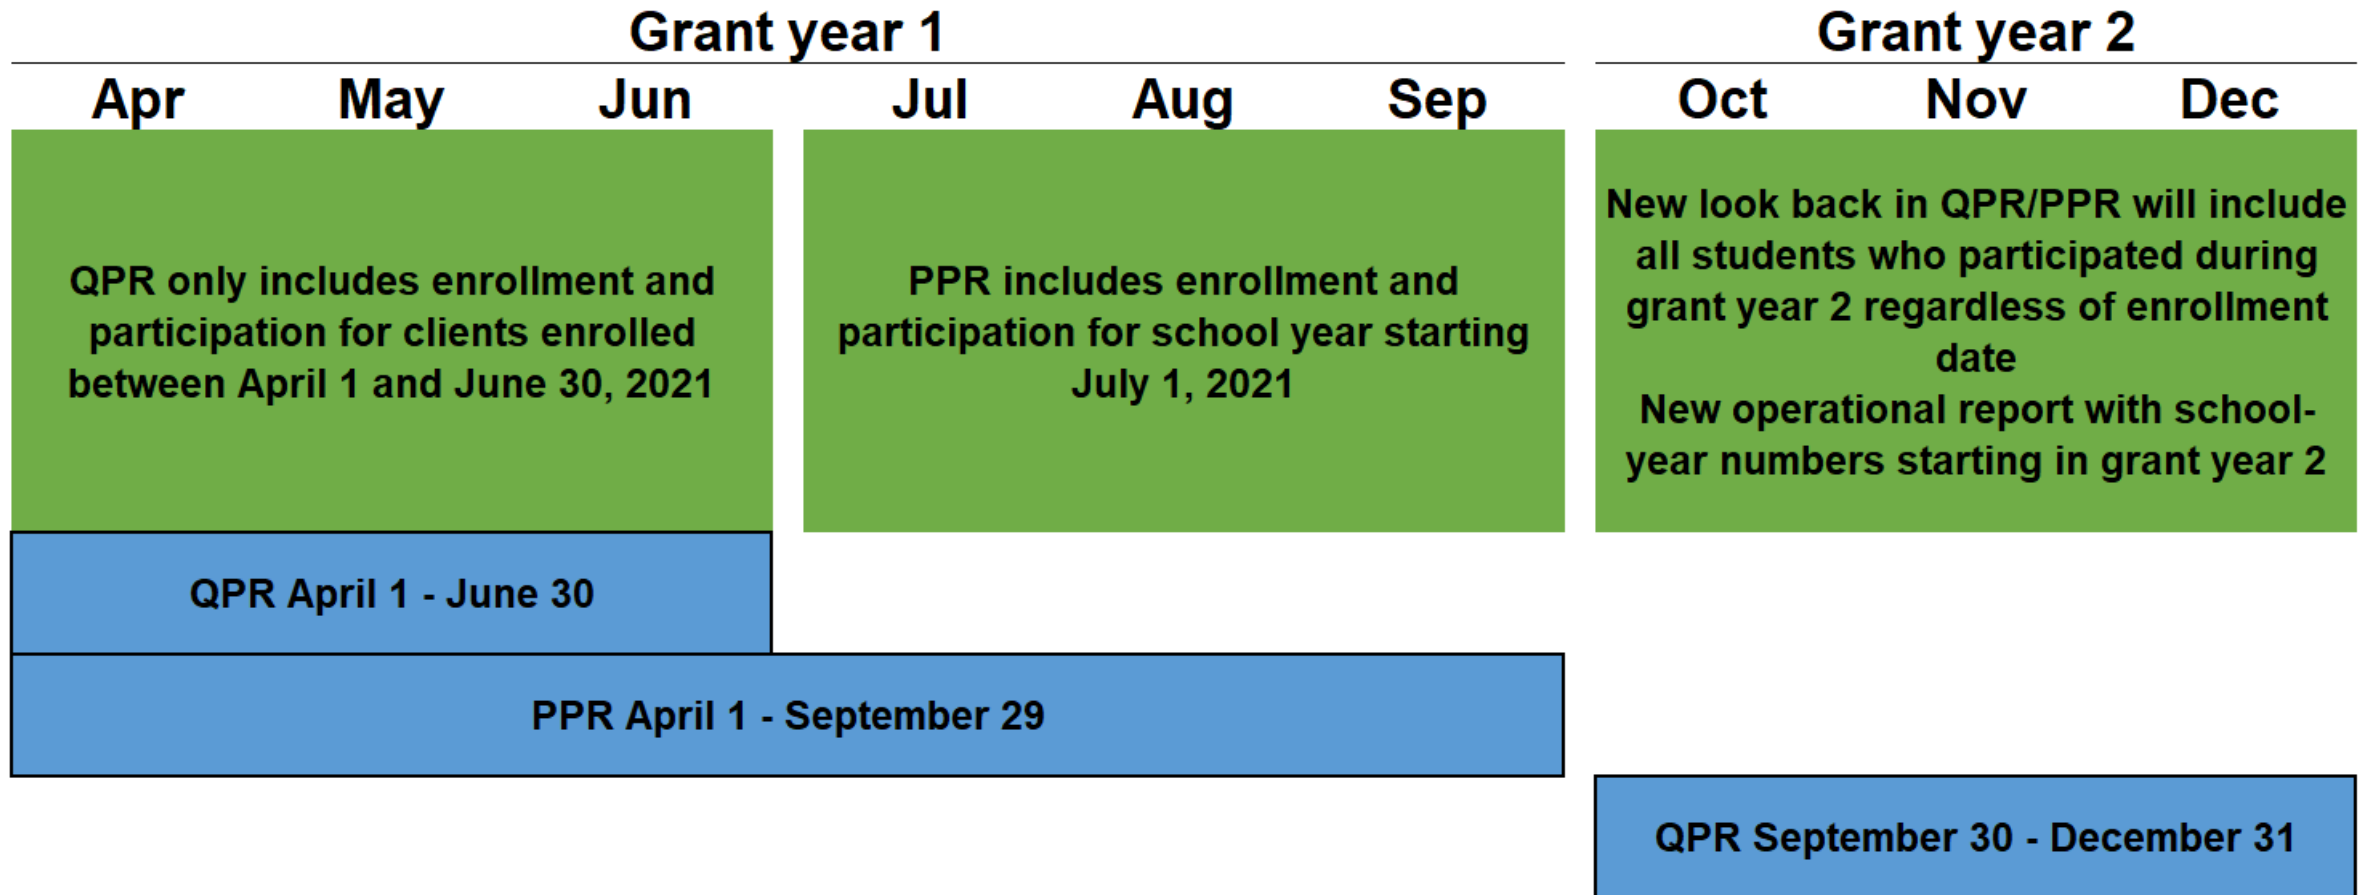 Grant year 1
Grant year 2
Apr May Jun Jul Aug Sep Oct Nov Dec
QPR only includes enrollment and
participation for clients enrolled
between April 1 and June 30, 2021
PPR includes enrollment and
participation for school year starting
July 1, 2021
New look back in QPR/PPR will include
all students who participated during
grant year 2 regardless of enrollment
date
New operational report with school-
year numbers starting in grant year 2
QPR April 1 - June 30
PPR April 1 - September 29
QPR September 30 - December 31